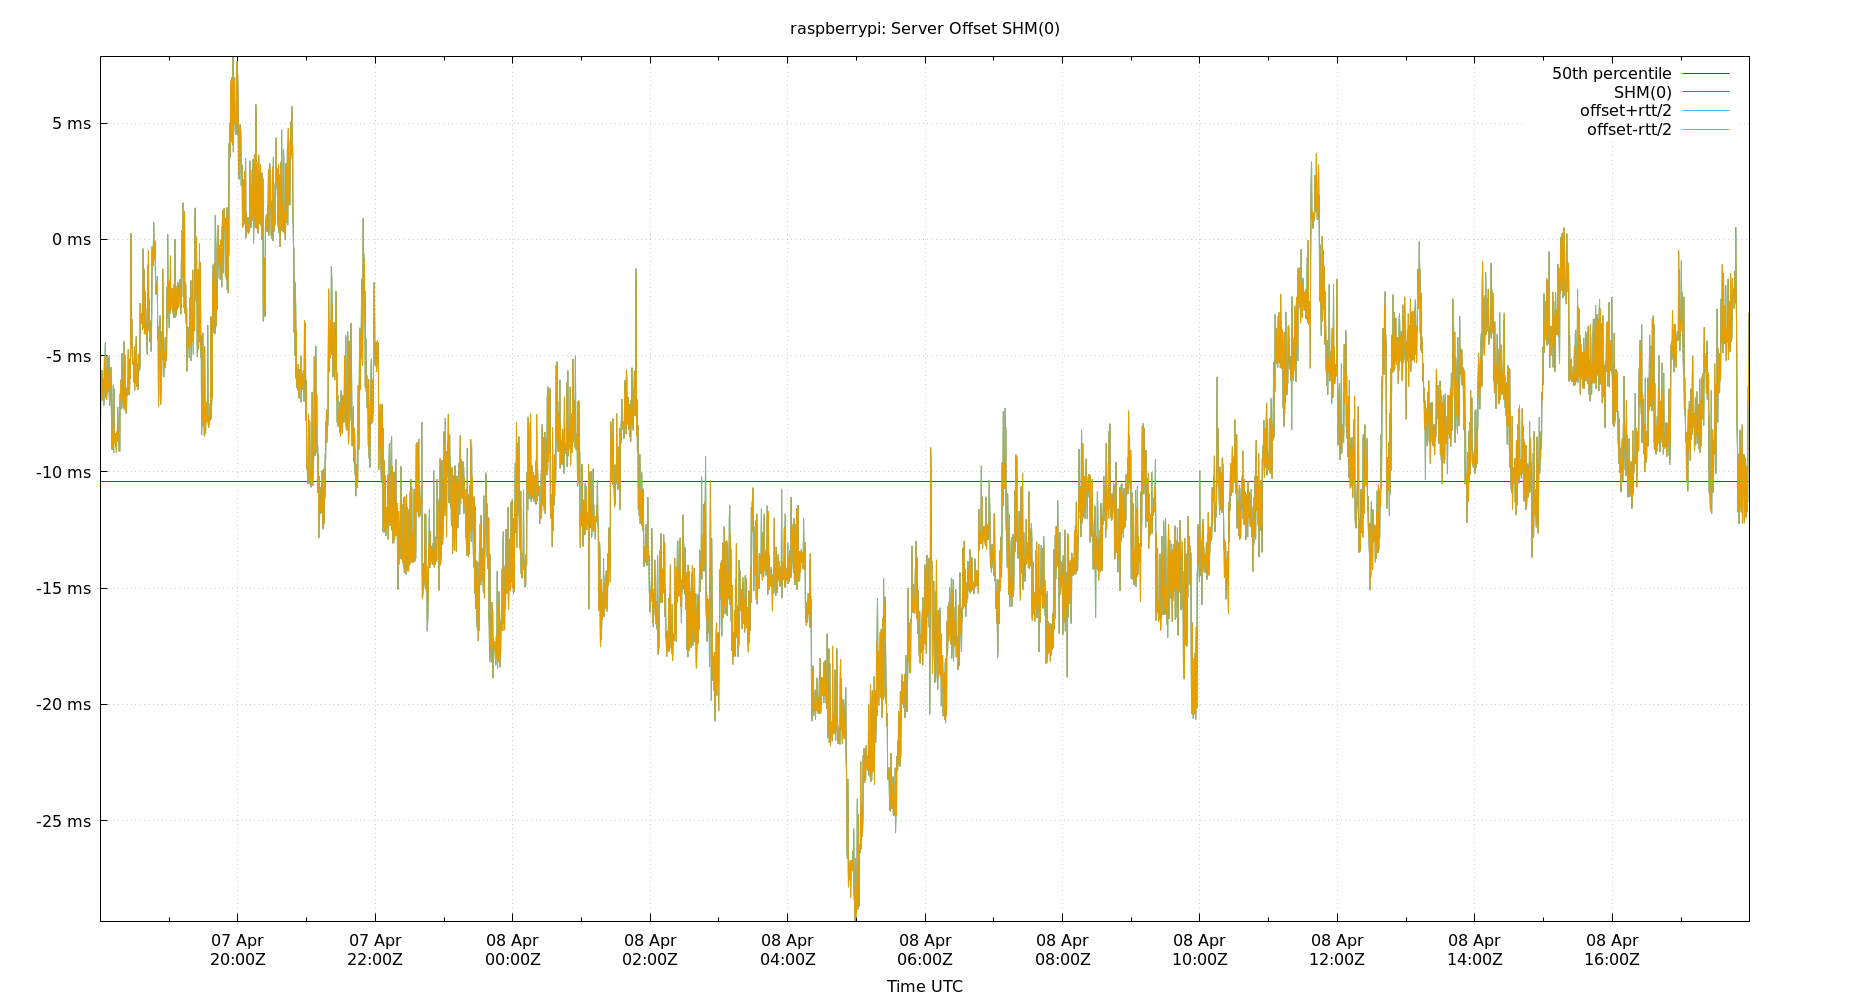 raspberrypi: Server Offset SHM(0)
50th percentile
SHM(0)
offset+rtt/2
offset-rtt/2
5 ms
0 ms
-5 ms
-10 ms
-15 ms
-20 ms
-25 ms
07 Apr
20:00Z
07 Apr
22:00Z
08 Apr
00:00Z
08 Apr
02:00Z
08 Apr
04:00Z
08 Apr
06:00Z
08 Apr
08:00Z
08 Apr
10:00Z
08 Apr
12:00Z
08 Apr
14:00Z
08 Apr
16:00Z
Time UTC